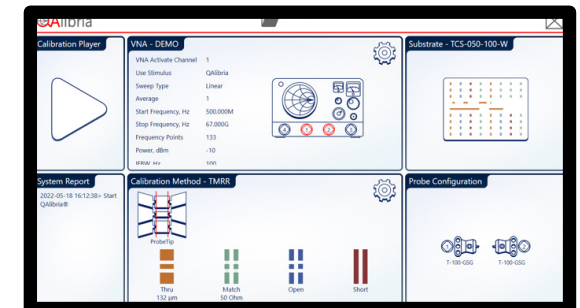 QAlibria
Calibration Player
VNA - DEMO
VNA Activate Channel 1
Use Stimulus QAlibria
Sweep Type Linear
Average 1
Start Frequency, Hz 500.000M
Stop Frequency, Hz 67.000G
Frequency Points 133
Power, dBm -10
IFBW, Hz 100
Substrate - TCS-050-100-W
System Report
2022-05-18 16:12:38> Start
QAlibria®
Calibration Method - TMRR
ProbeTip
Thru Match Open Short
132 µm 50 Ohm
Probe Configuration
T-100-GSG T-100-GSG